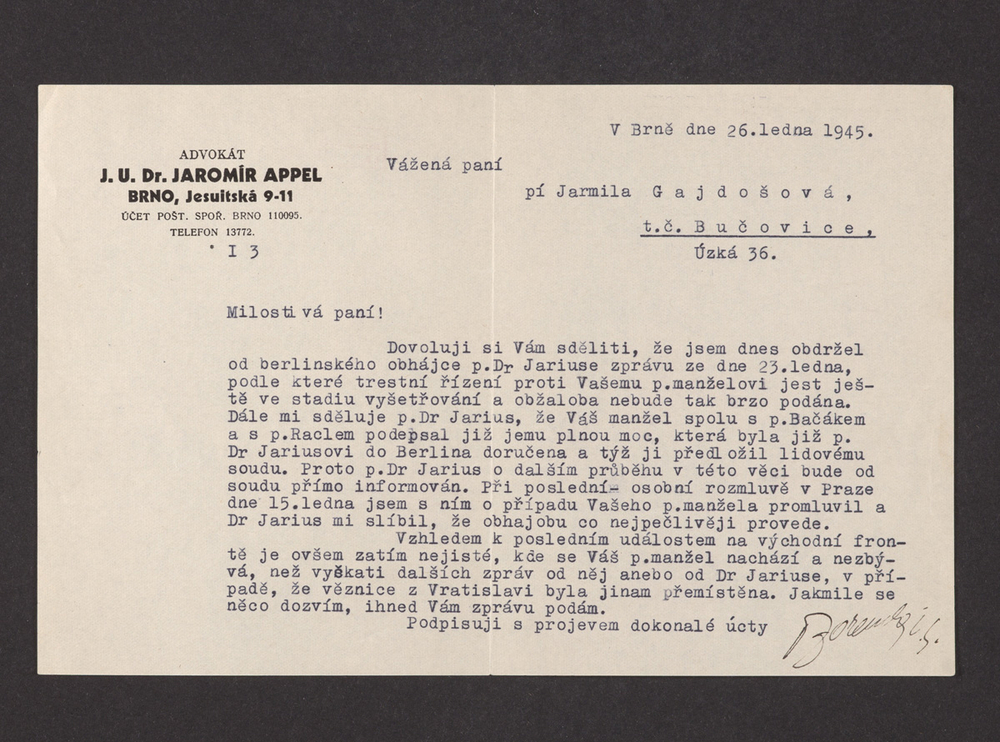 V Brně dne 26.ledna 1945.
ADVOKÁT
J. U. Dr. JAROMÍR APPEL
BRNO, Jesuitská 9-11
ÚČET POŠT. SPOŘ. BRNO 110095.
TELEFON 13772.
I 3
Vážená paní
pí Jarmila Gajdošová,
t.č. Bučovice,
Úzká 36.
Milostivá paní!
Dovoluji si Vám sděliti, že jsem dnes obdržel
od berlinského obhájce p.Dr Jariuse zprávu ze dne 23.ledna,
podle které trestní řízení proti Vašemu p.manželovi jest ješ-
tě ve stadiu vyšetřování a obžaloba nebude tak brzo podána.
Dále mi sděluje p.Dr Jarius, že Váš manžel spolu s p.Bačákem
a s p.Raclem podepsal již jemu plnou moc, která byla již p.
Dr Jariusovi do Berlina doručena a týž ji předložil lidovému
soudu. Proto p.Dr Jarius o dalším průběhu v této věci bude od
soudu přímo informován. Při poslední- osobní rozmluvě v Praze
dne 15.ledna jsem s ním o případu Vašeho p.manžela promluvil a
Dr Jarius mi slíbil, že obhajobu co nejpečlivěji provede.
Vzhledem k posledním událostem na východní fron-
tě je ovšem zatím nejisté, kde se Váš p.manžel nachází a nezbý-
vá, než vyčkati dalších zpráv od něj anebo od Dr Jariuse, v pří-
padě, že věznice z Vratislavi byla jinam přemístěna. Jakmile se
něco dozvím, ihned Vám zprávu podám.
Podpisuji s projevem dokonalé úcty